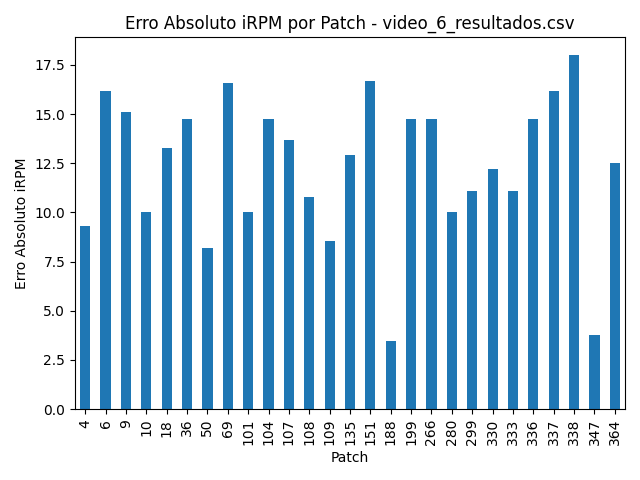 Erro Absoluto iRPM por Patch - video_6_resultados.csv
Erro Absoluto iRPM
17.5
15.0
12.5
10.0
7.5
5.0
2.5
0.0
4 6 9 10 18 36 50 69 101 104 107 108 109 135 151 188 199 266 280 299 330 333 336 337 338 347 364
Patch